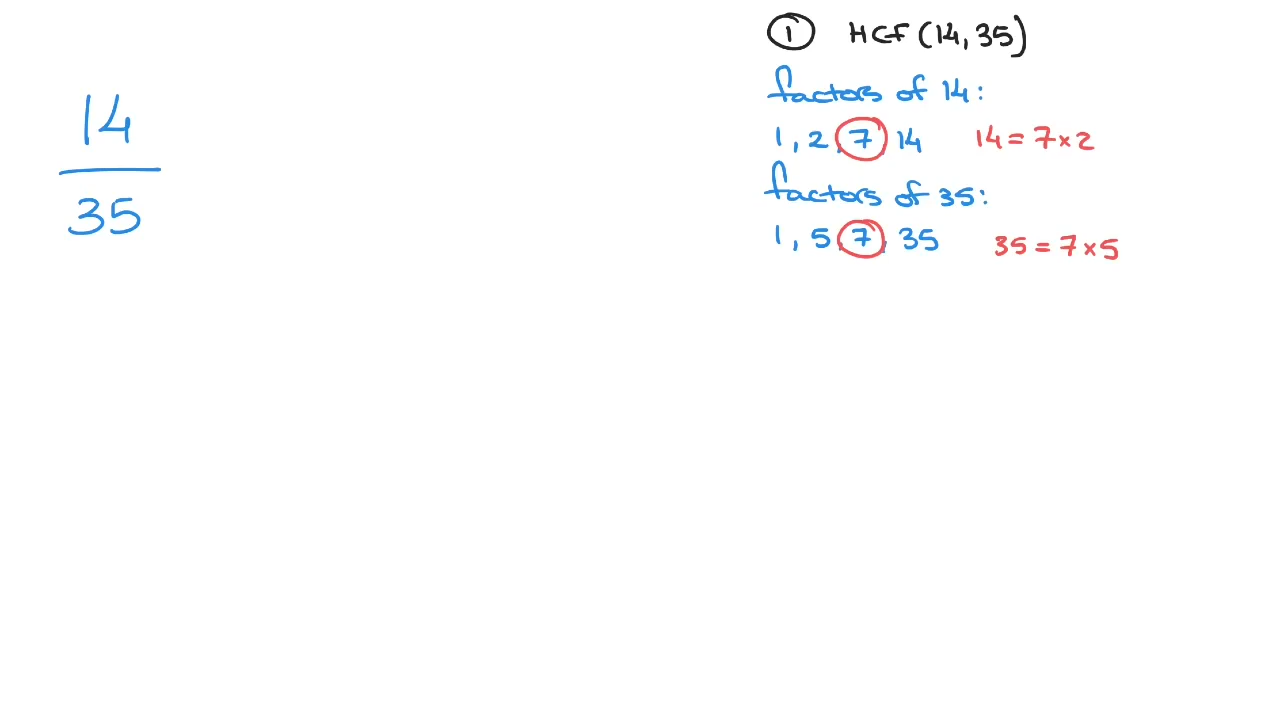 14
35
① HCF (14, 35)
factors of 14:
1, 2, 7, 14 14 = 7 × 2
factors of 35:
1, 5, 7, 35 35 = 7 × 5